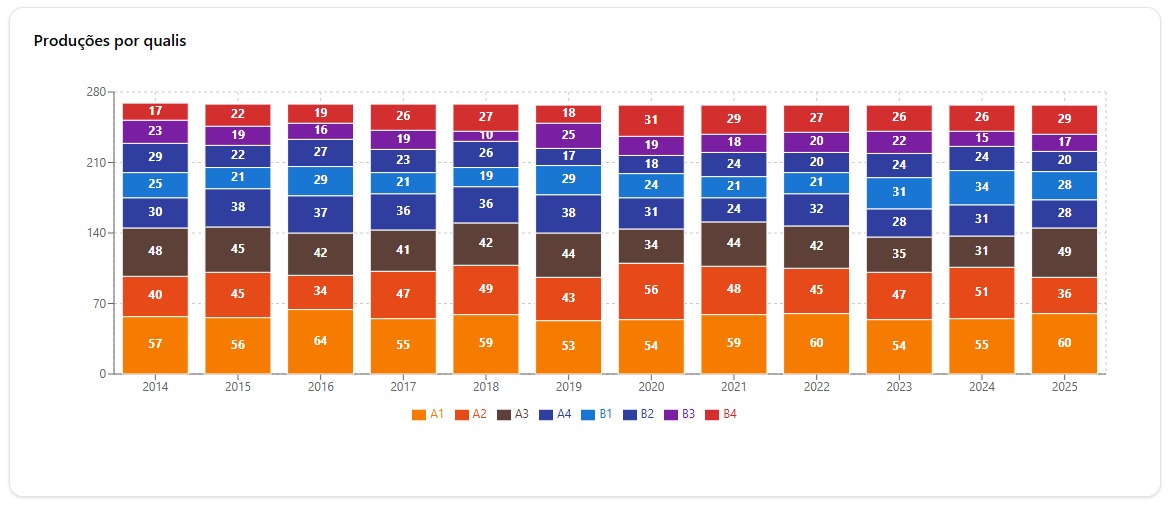 Produções por qualis
280
17 22 19 26 27 18 31 29 27 26 26 29
23 19 16 19 10 25 19 18 20 22 15 17
29 22 27 23 26 17 18 24 20 24 24 20
210
25 21 29 21 19 29 24 21 21 31 34 28
30 38 37 36 36 38 31 24 32 28 31 28
140
48 45 42 41 42 44 34 44 42 35 31 49
40 45 34 47 49 43 56 48 45 47 51 36
70
57 56 64 55 59 53 54 59 60 54 55 60
0
2014 2015 2016 2017 2018 2019 2020 2021 2022 2023 2024 2025
A1 A2 A3 A4 B1 B2 B3 B4